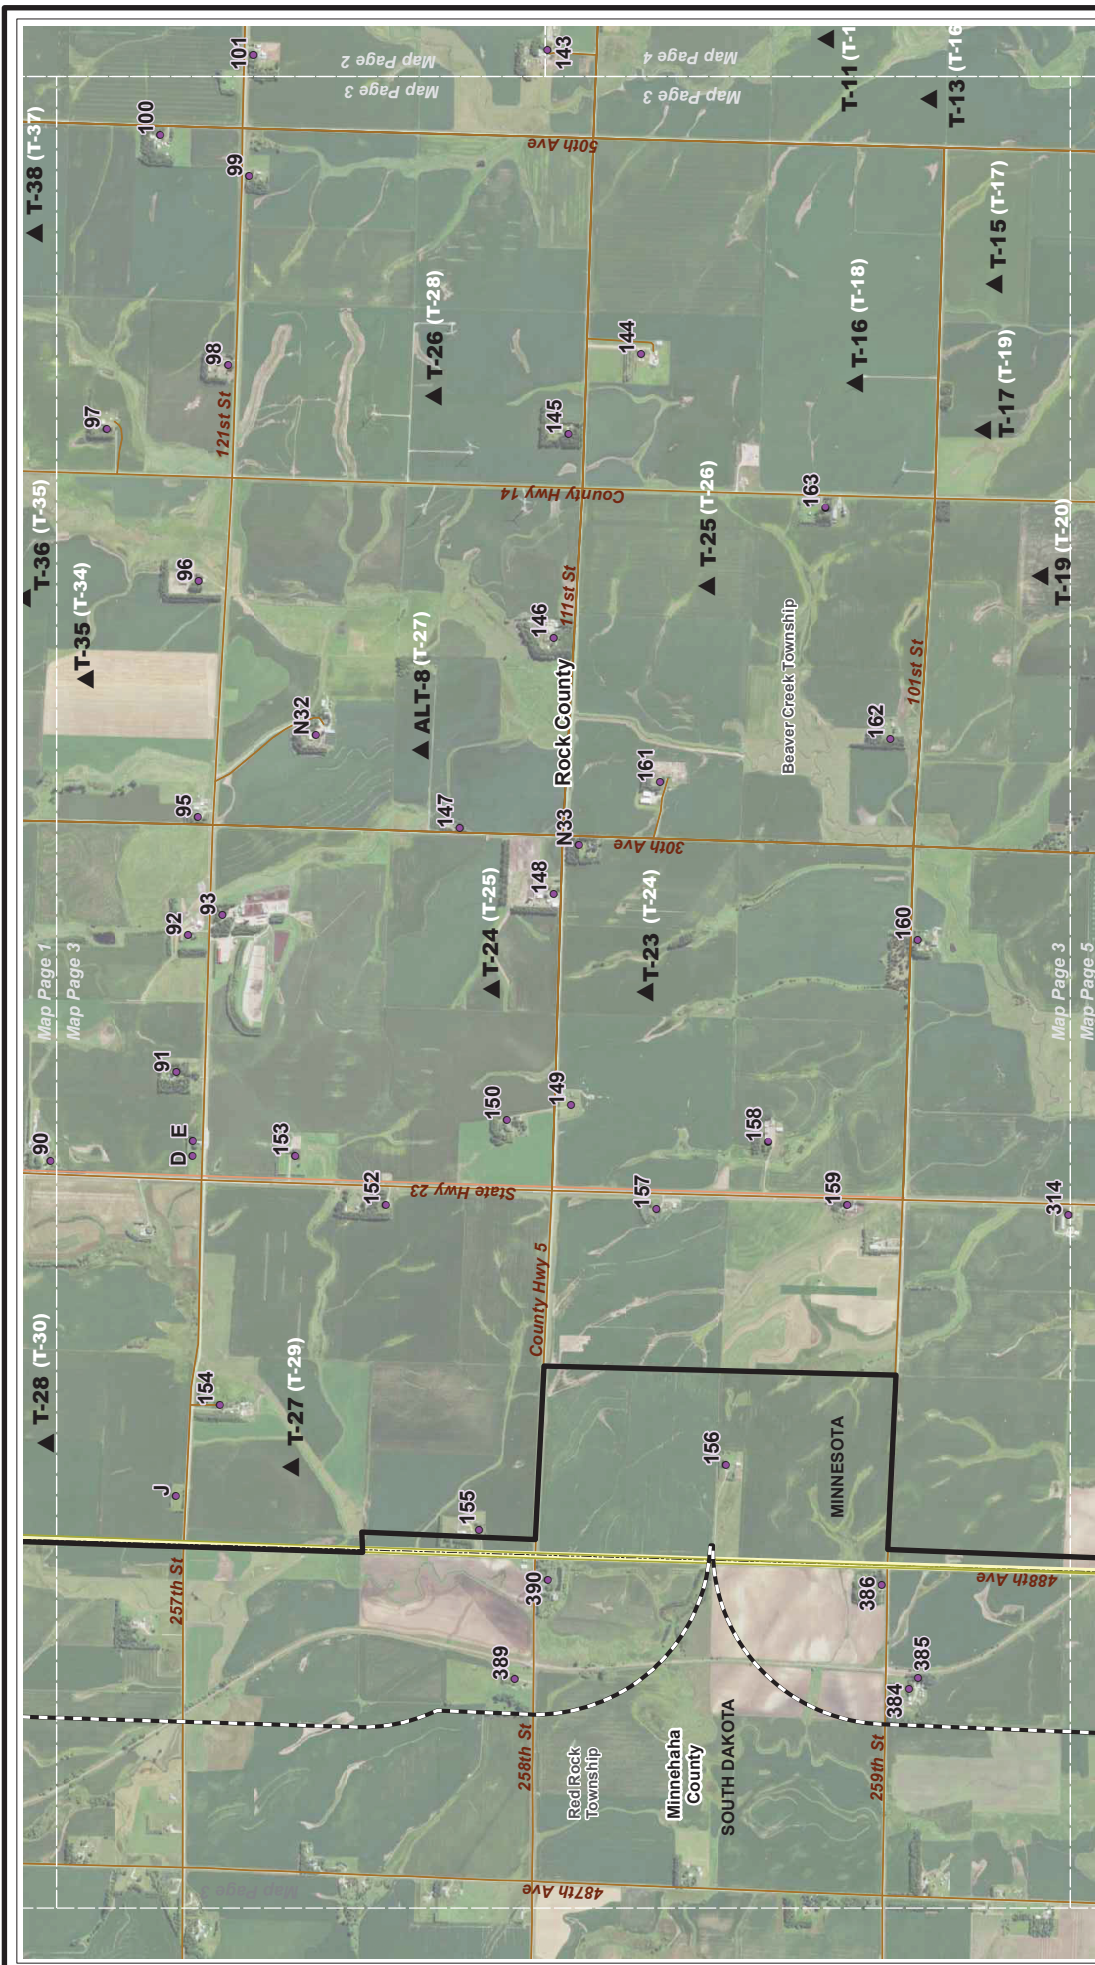 101
143
Map Page 2
Map Page 3
Map Page 4
Map Page 3
T-11 (T-1
T-13 (T-16
T-38 (T-37)
100
99
50th Ave
T-15 (T-17)
98
97
121st St
T-26 (T-28)
144
145
T-16 (T-18)
T-17 (T-19)
County Hwy 14
163
T-36 (T-35)
T-35 (T-34)
96
T-25 (T-26)
T-19 (T-20)
146
111st St
N32
ALT-8 (T-27)
Rock County
Beaver Creek Township
101st St
162
161
95
147
N33
30th Ave
148
92
93
T-24 (T-25)
T-23 (T-24)
160
Map Page 1
Map Page 3
Map Page 3
Map Page 5
91
90
D
E
153
150
149
158
152
State Hwy 23
157
159
314
County Hwy 5
T-28 (T-30)
154
T-27 (T-29)
J
155
156
MINNESOTA
257th St
390
386
488th Ave
389
384
385
258th St
259th St
Red Rock
Township
Minnehaha
County
SOUTH DAKOTA
Map Page 3
487th Ave